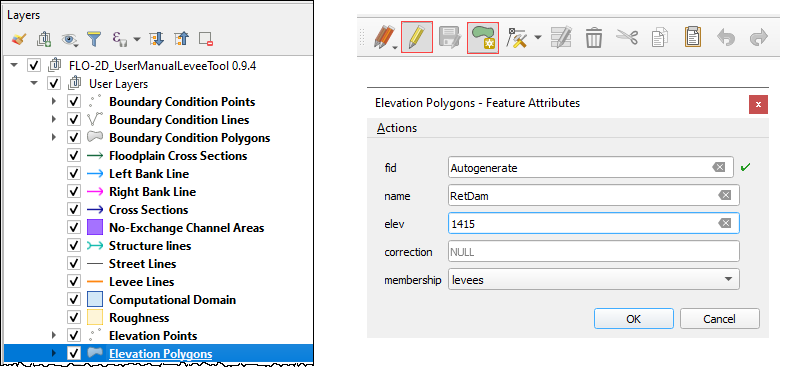 Layers
FLO-2D_UserManualLeveeTool 0.9.4
User Layers
Boundary Condition Points
Boundary Condition Lines
Boundary Condition Polygons
Floodplain Cross Sections
Left Bank Line
Right Bank Line
Cross Sections
No-Exchange Channel Areas
Structure lines
Street Lines
Levee Lines
Computational Domain
Roughness
Elevation Points
Elevation Polygons
Elevation Polygons - Feature Attributes
x
Actions
fid Autogenerate
name RetDam
elev 1415
correction NULL
membership levees
OK Cancel